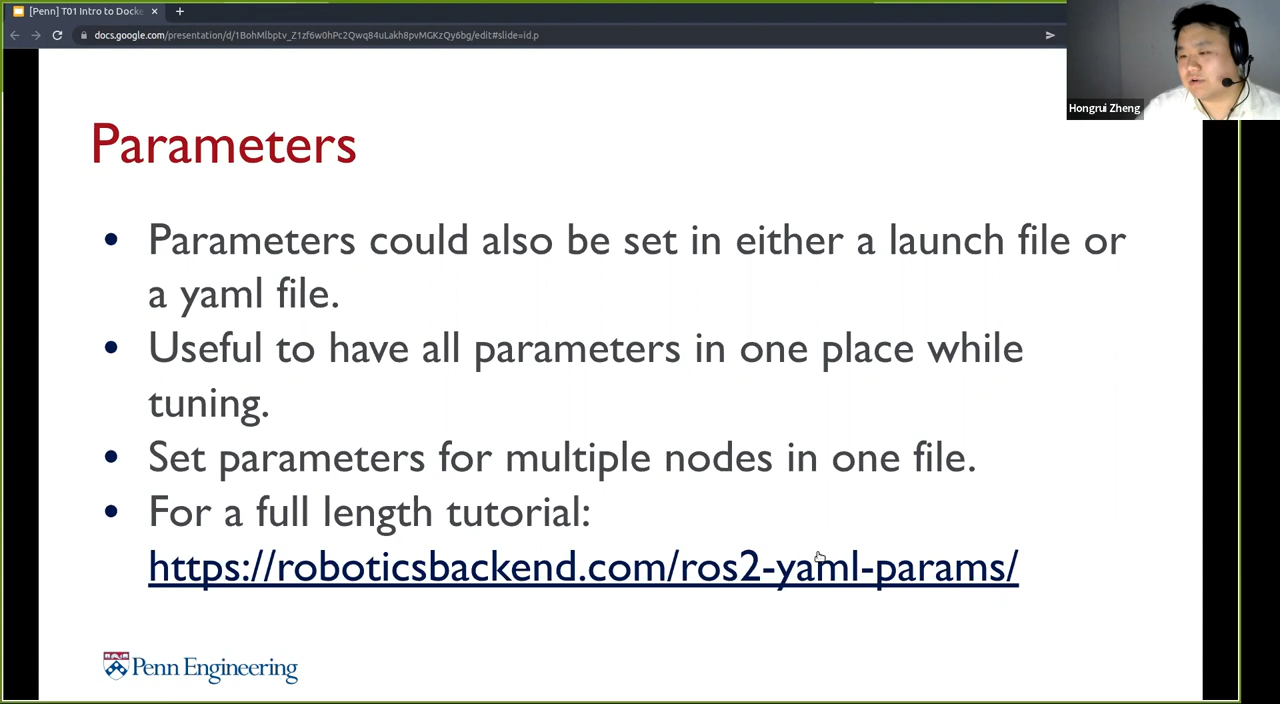 [Penn] T01 Intro to Docke
docs.google.com/presentation/d/1BohMlbptv_Z1zf6w0hPc2Qwq84uLakh8pvMGKzQy6bg/edit#slide=id.p
Hongrui Zheng
Parameters
• Parameters could also be set in either a launch file or
a yaml file.
• Useful to have all parameters in one place while
tuning.
• Set parameters for multiple nodes in one file.
• For a full length tutorial:
https://roboticsbackend.com/ros2-yaml-params/
Penn Engineering